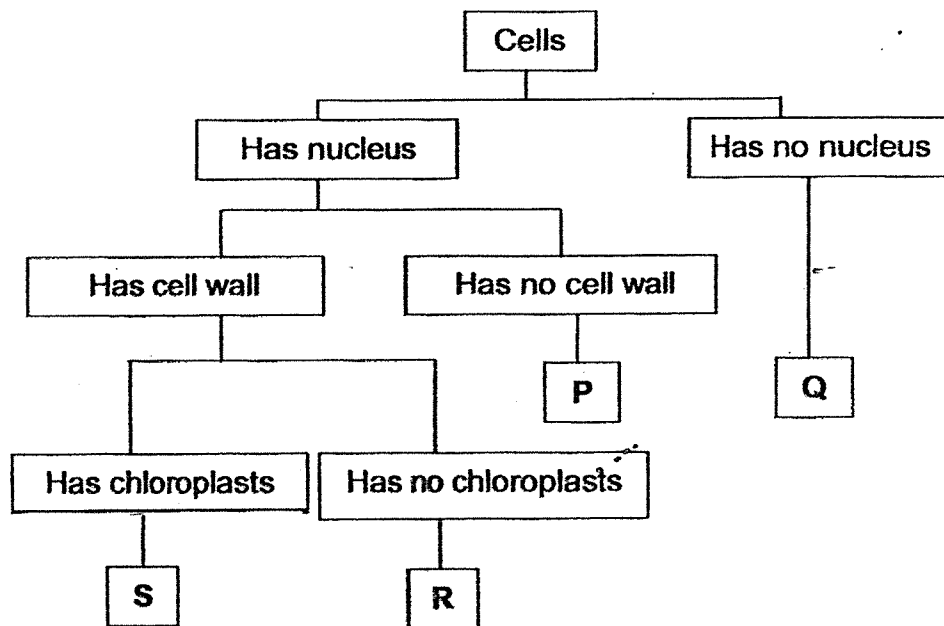 Cells
Has nucleus
Has no nucleus
Has cell wall
Has no cell wall
P
Q
Has chloroplasts
Has no chloroplasts
S
R